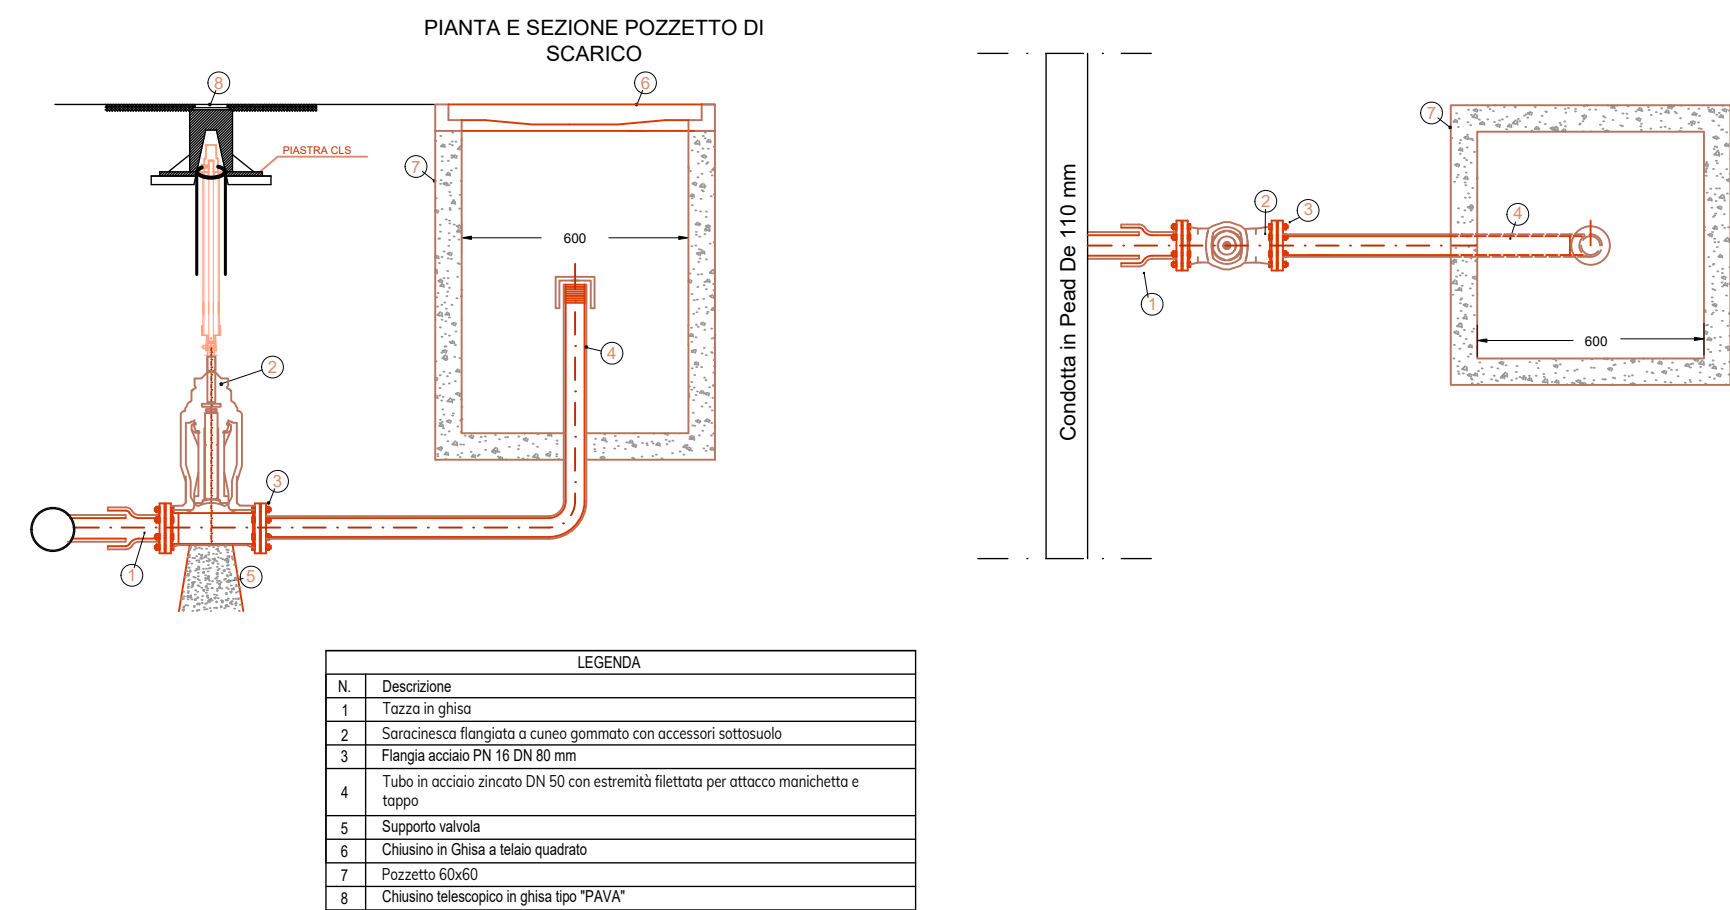 PIANTA E SEZIONE POZZETTO DI
SCARICO
8
6
PIASTRA CLS
7
600
4
2
3
1
5
Condotta in Pead De 110 mm
7
2
3
4
1
600
LEGENDA
N. Descrizione
1 Tazza in ghisa
2 Saracinesca flangiata a cuneo gommato con accessori sottosuolo
3 Flangia acciaio PN 16 DN 80 mm
4 Tubo in acciaio zincato DN 50 con estremità filettata per attacco manichetta e
tappo
5 Supporto valvola
6 Chiusino in Ghisa a telaio quadrato
7 Pozzetto 60x60
8 Chiusino telescopico in ghisa tipo "PAVA"